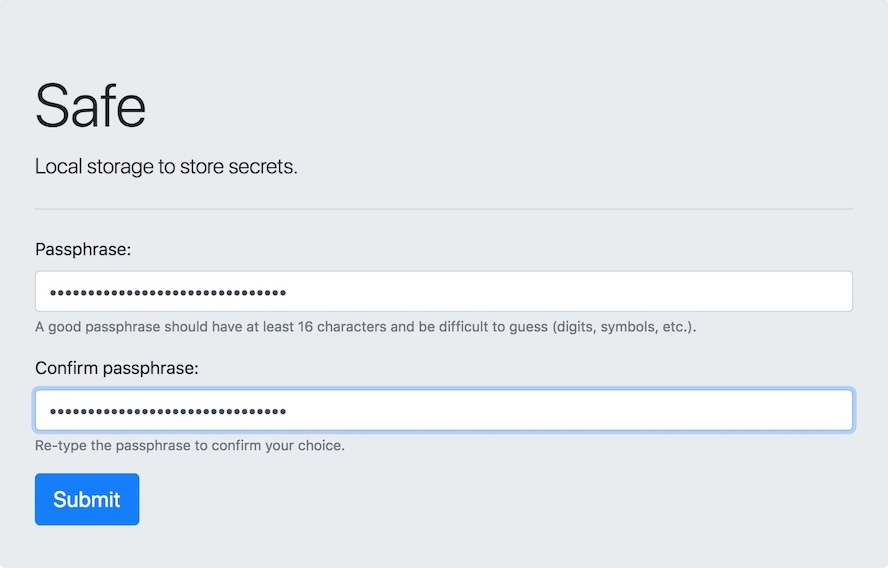 Safe
Local storage to store secrets.
Passphrase:
•••••••••••••••••••••••••••••••
A good passphrase should have at least 16 characters and be difficult to guess (digits, symbols, etc.).
Confirm passphrase:
•••••••••••••••••••••••••••••••
Re-type the passphrase to confirm your choice.
Submit